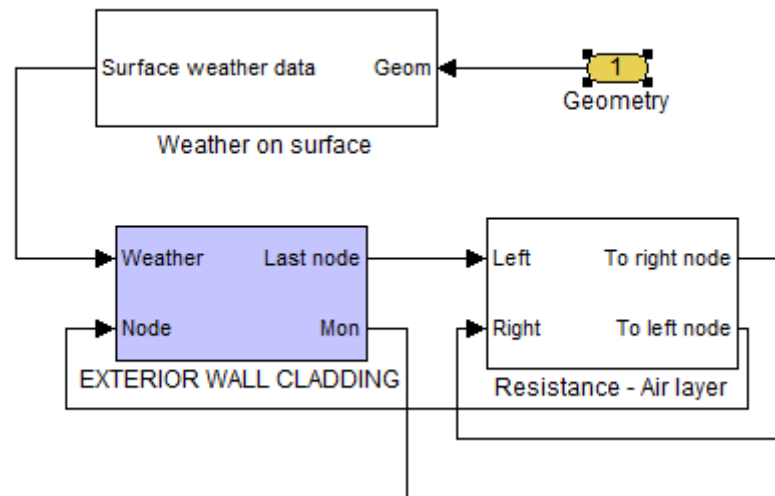 Surface weather data Geom
1
Geometry
Weather on surface
Weather Last node
Node Mon
EXTERIOR WALL CLADDING
Left To right node
Right To left node
Resistance - Air layer